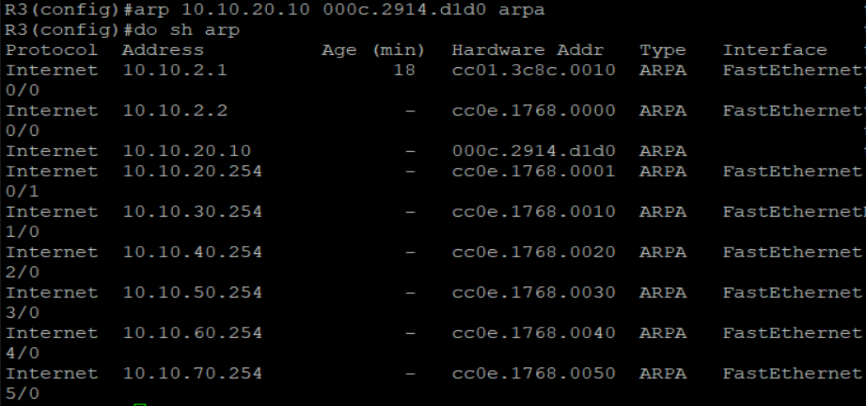 R3(config)#arp 10.10.20.10 000c.2914.d1d0 arpa
R3(config)#do sh arp
Protocol  Address          Age (min)  Hardware Addr   Type   Interface
Internet  10.10.2.1               18   cc01.3c8c.0010  ARPA   FastEthernet
0/0
Internet  10.10.2.2                -   cc0e.1768.0000  ARPA   FastEthernet
0/0
Internet  10.10.20.10              -   000c.2914.d1d0  ARPA
Internet  10.10.20.254             -   cc0e.1768.0001  ARPA   FastEthernet
0/1
Internet  10.10.30.254             -   cc0e.1768.0010  ARPA   FastEthernet
1/0
Internet  10.10.40.254             -   cc0e.1768.0020  ARPA   FastEthernet
2/0
Internet  10.10.50.254             -   cc0e.1768.0030  ARPA   FastEthernet
3/0
Internet  10.10.60.254             -   cc0e.1768.0040  ARPA   FastEthernet
4/0
Internet  10.10.70.254             -   cc0e.1768.0050  ARPA   FastEthernet
5/0